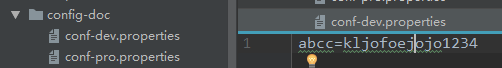 config-doc
conf-dev.properties
conf-pro.properties
conf-dev.properties
1
abcc=kljofoejojo1234